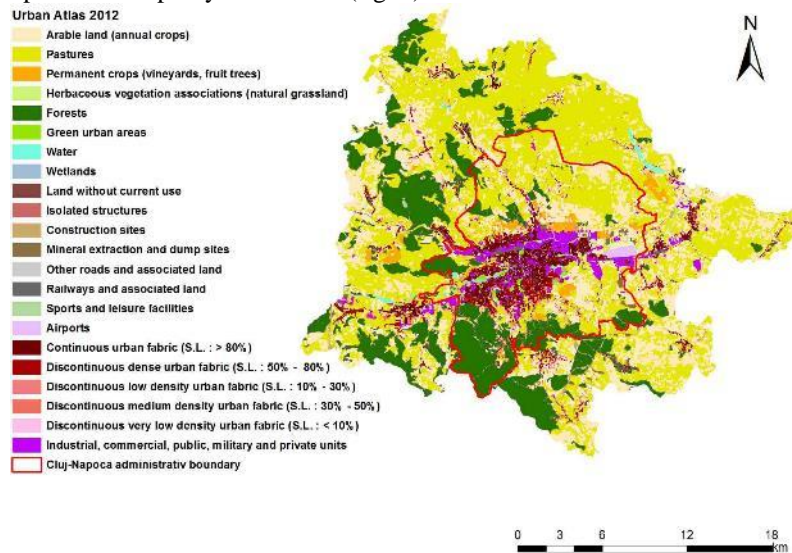 Urban Atlas 2012
Arable land (annual crops)
Pastures
Permanent crops (vineyards, fruit trees)
Herbaceous vegetation associations (natural grassland)
Forests
Green urban areas
Water
Wetlands
Land without current use
Isolated structures
Construction sites
Mineral extraction and dump sites
Other roads and associated land
Railways and associated land
Sports and leisure facilities
Airports
Continuous urban fabric (S.L. : > 80%)
Discontinuous dense urban fabric (S.L. : 50% - 80%)
Discontinuous low density urban fabric (S.L. : 10% - 30%)
Discontinuous medium density urban fabric (S.L. : 30% - 50%)
Discontinuous very low density urban fabric (S.L. : < 10%)
Industrial, commercial, public, military and private units
Cluj-Napoca administrativ boundary
N
0 3 6 12 18
km